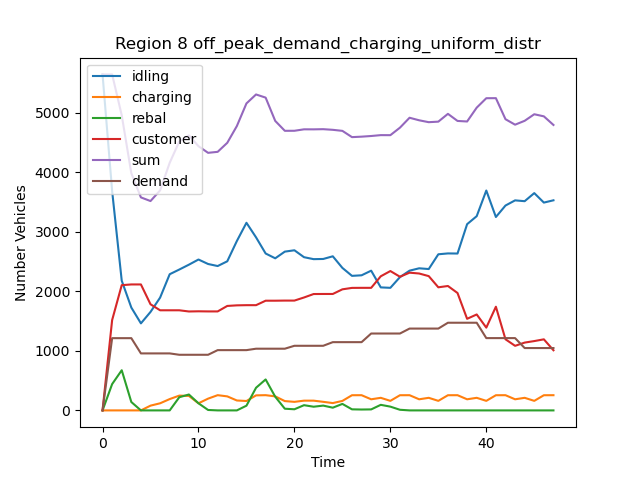 Region 8 off_peak_demand_charging_uniform_distr
idling
charging
rebal
customer
sum
demand
5000
4000
3000
2000
1000
0
Number Vehicles
0
10
20
30
40
Time